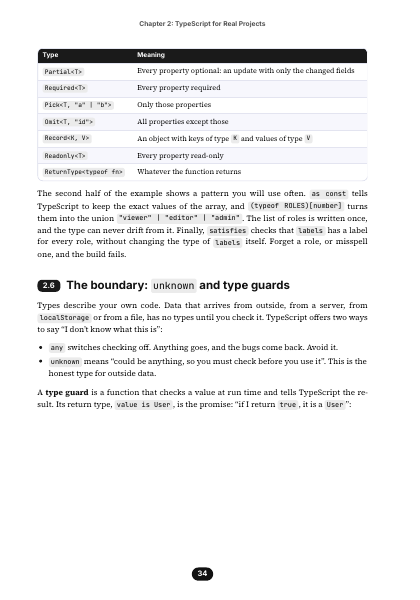 Chapter 2: TypeScript for Real Projects
Type Meaning
Partial<T> Every property optional: an update with only the changed fields
Required<T> Every property required
Pick<T, "a" | "b"> Only those properties
Omit<T, "id"> All properties except those
Record<K, V> An object with keys of type K and values of type V
Readonly<T> Every property read-only
ReturnType<typeof fn> Whatever the function returns
The second half of the example shows a pattern you will use often. as const tells
TypeScript to keep the exact values of the array, and (typeof ROLES)[number] turns
them into the union "viewer" | "editor" | "admin". The list of roles is written once,
and the type can never drift from it. Finally, satisfies checks that labels has a label
for every role, without changing the type of labels itself. Forget a role, or misspell
one, and the build fails.
2.6 The boundary: unknown and type guards
Types describe your own code. Data that arrives from outside, from a server, from
localStorage or from a file, has no types until you check it. TypeScript offers two ways
to say “I don’t know what this is”:
• any switches checking off. Anything goes, and the bugs come back. Avoid it.
• unknown means “could be anything, so you must check before you use it”. This is the
honest type for outside data.
A type guard is a function that checks a value at run time and tells TypeScript the re-
sult. Its return type, value is User, is the promise: “if I return true, it is a User”:
34